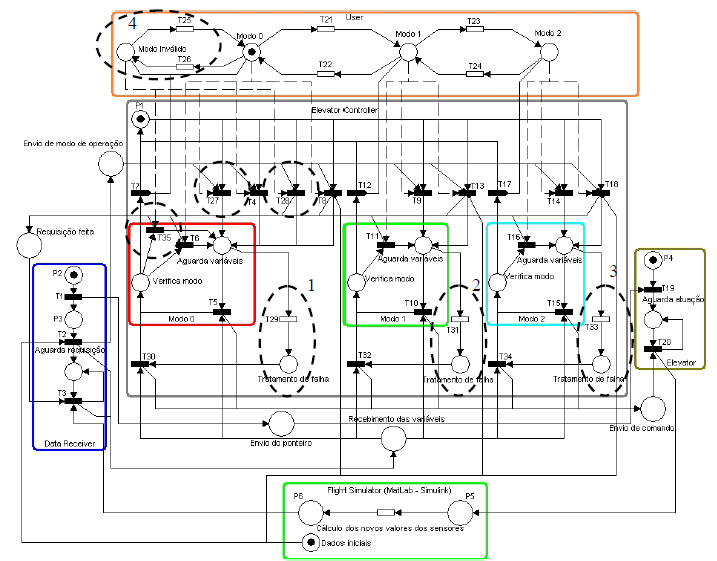 4
T25
User
T21
T23
Modo Inválido
Modo 0
Modo 1
Modo 2
T26
T22
T24
P1
Elevator Controller
Envio de modo de operação
T7
T27
T4
T28
T8
T12
T9
T13
T17
T14
T18
Requisição feita
T35
T6
T11
T16
P4
Aguarda variáveis
Aguarda variáveis
Aguarda variáveis
P2
Verifica modo
1
Verifica modo
2
Verifica modo
3
T19
T1
Aguarda atuação
P3
T5
T29
T10
T31
T15
T33
T2
Modo 0
Modo 1
Modo 2
Aguarda requisição
T30
T32
T34
T20
Elevator
Tratamento de falha
Tratamento de falha
Tratamento de falha
T3
Recebimento das variáveis
Envio do ponteiro
Envio de comando
Data Receiver
Flight Simulator (MatLab - Simulink)
P6
P5
Cálculo dos novos valores dos sensores
Dados iniciais